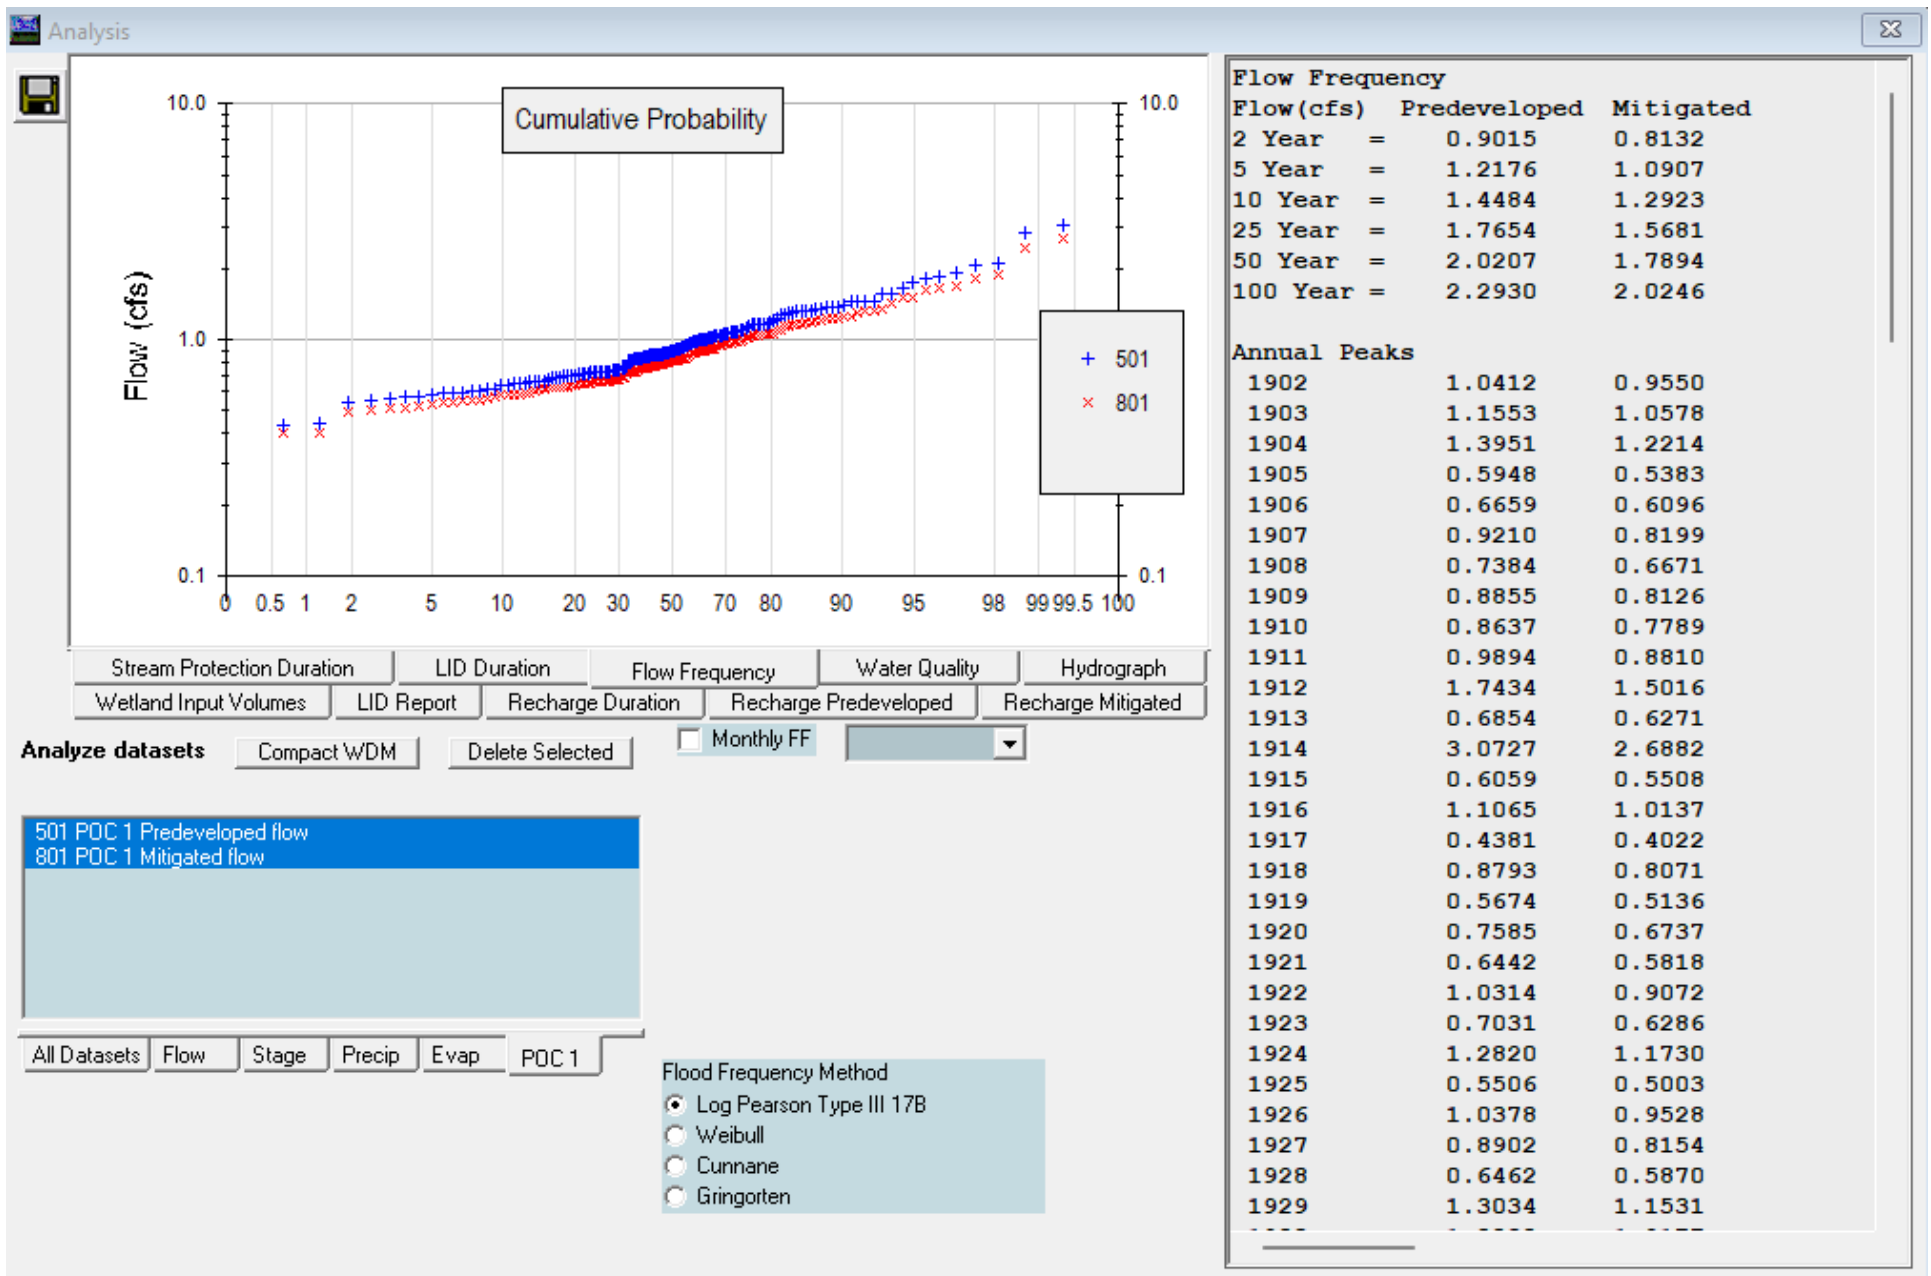 Analysis
Cumulative Probability
10.0
1.0
0.1
10.0
0.1
Flow (cfs)
501
801
0 0.5 1 2 5 10 20 30 50 70 80 90 95 98 99 99.5 100
Stream Protection Duration LID Duration Flow Frequency Water Quality Hydrograph
Wetland Input Volumes LID Report Recharge Duration Recharge Predeveloped Recharge Mitigated
Analyze datasets Compact WDM Delete Selected Monthly FF
501 POC 1 Predeveloped flow
801 POC 1 Mitigated flow
All Datasets Flow Stage Precip Evap POC 1
Flood Frequency Method
Log Pearson Type III 17B
Weibull
Cunnane
Gringorten
Flow Frequency
Flow(cfs) Predeveloped Mitigated
2 Year = 0.9015 0.8132
5 Year = 1.2176 1.0907
10 Year = 1.4484 1.2923
25 Year = 1.7654 1.5681
50 Year = 2.0207 1.7894
100 Year = 2.2930 2.0246
Annual Peaks
1902 1.0412 0.9550
1903 1.1553 1.0578
1904 1.3951 1.2214
1905 0.5948 0.5383
1906 0.6659 0.6096
1907 0.9210 0.8199
1908 0.7384 0.6671
1909 0.8855 0.8126
1910 0.8637 0.7789
1911 0.9894 0.8810
1912 1.7434 1.5016
1913 0.6854 0.6271
1914 3.0727 2.6882
1915 0.6059 0.5508
1916 1.1065 1.0137
1917 0.4381 0.4022
1918 0.8793 0.8071
1919 0.5674 0.5136
1920 0.7585 0.6737
1921 0.6442 0.5818
1922 1.0314 0.9072
1923 0.7031 0.6286
1924 1.2820 1.1730
1925 0.5506 0.5003
1926 1.0378 0.9528
1927 0.8902 0.8154
1928 0.6462 0.5870
1929 1.3034 1.1531